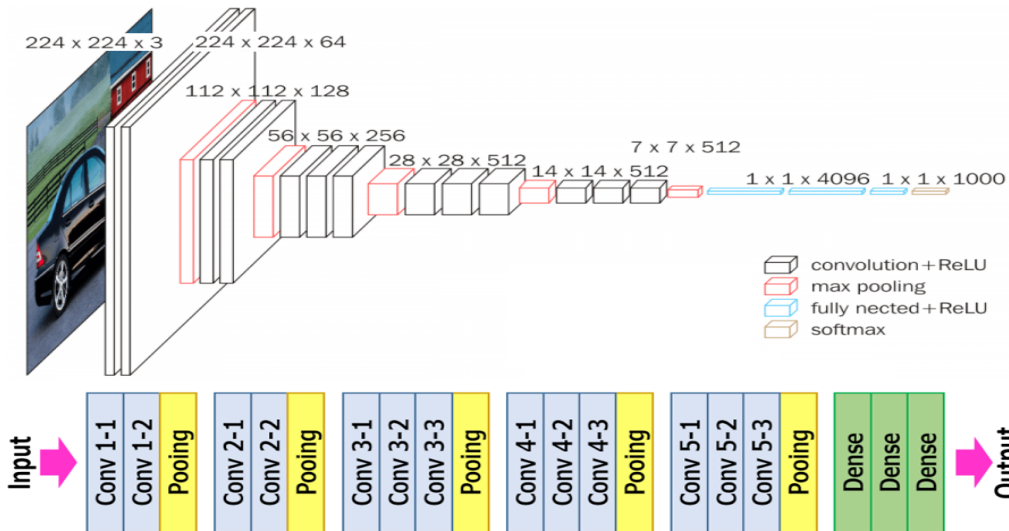 224 x 224 x 3
224 x 224 x 64
112 x 112 x 128
56 x 56 x 256
28 x 28 x 512
14 x 14 x 512
7 x 7 x 512
1 x 1 x 4096
1 x 1 x 1000
convolution+ReLU
max pooling
fully nected+ReLU
softmax
Input
Conv 1-1
Conv 1-2
Pooing
Conv 2-1
Conv 2-2
Pooing
Conv 3-1
Conv 3-2
Conv 3-3
Pooing
Conv 4-1
Conv 4-2
Conv 4-3
Pooing
Conv 5-1
Conv 5-2
Conv 5-3
Pooing
Dense
Dense
Dense
Output